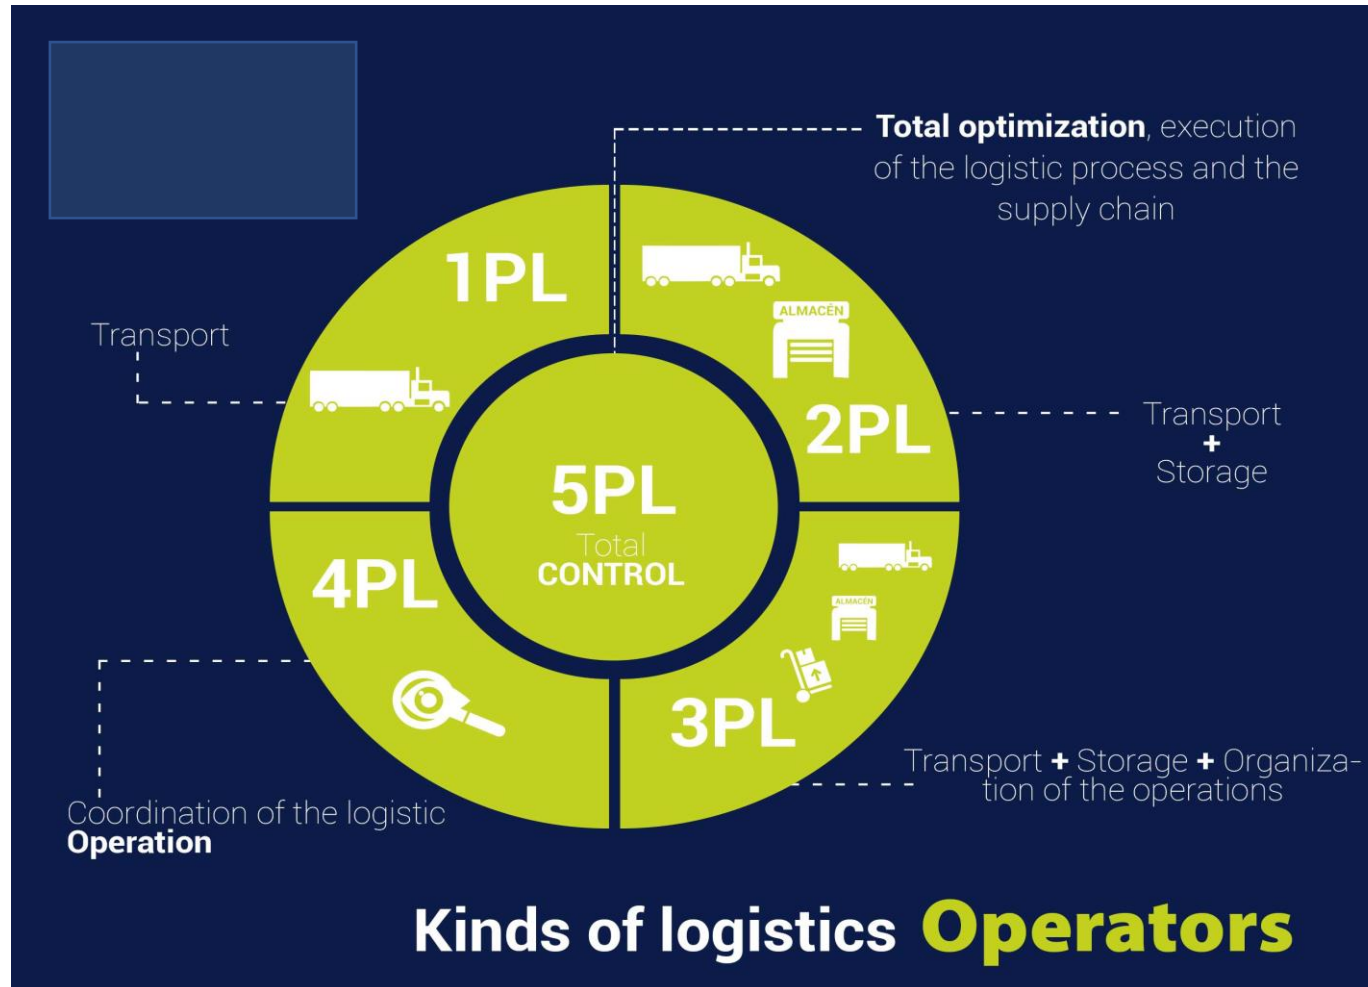 Total optimization, execution
of the logistic process and the
supply chain
1PL
ALMACÉN
Transport
2PL
Transport
+
Storage
5PL
Total
CONTROL
4PL
ALMACÉN
3PL
Transport + Storage + Organiza-
tion of the operations
Coordination of the logistic
Operation
Kinds of logistics Operators